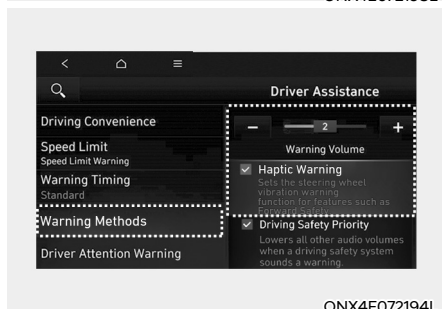 Driver Assistance
Driving Convenience
Speed Limit
Speed Limit Warning
Warning Timing
Standard
Warning Methods
Driver Attention Warning
2
Warning Volume
Haptic Warning
Sets the steering wheel
vibration warning
function for features such as
Forward Safety.
Driving Safety Priority
Lowers all other audio volumes
when a driving safety system
sounds a warning.